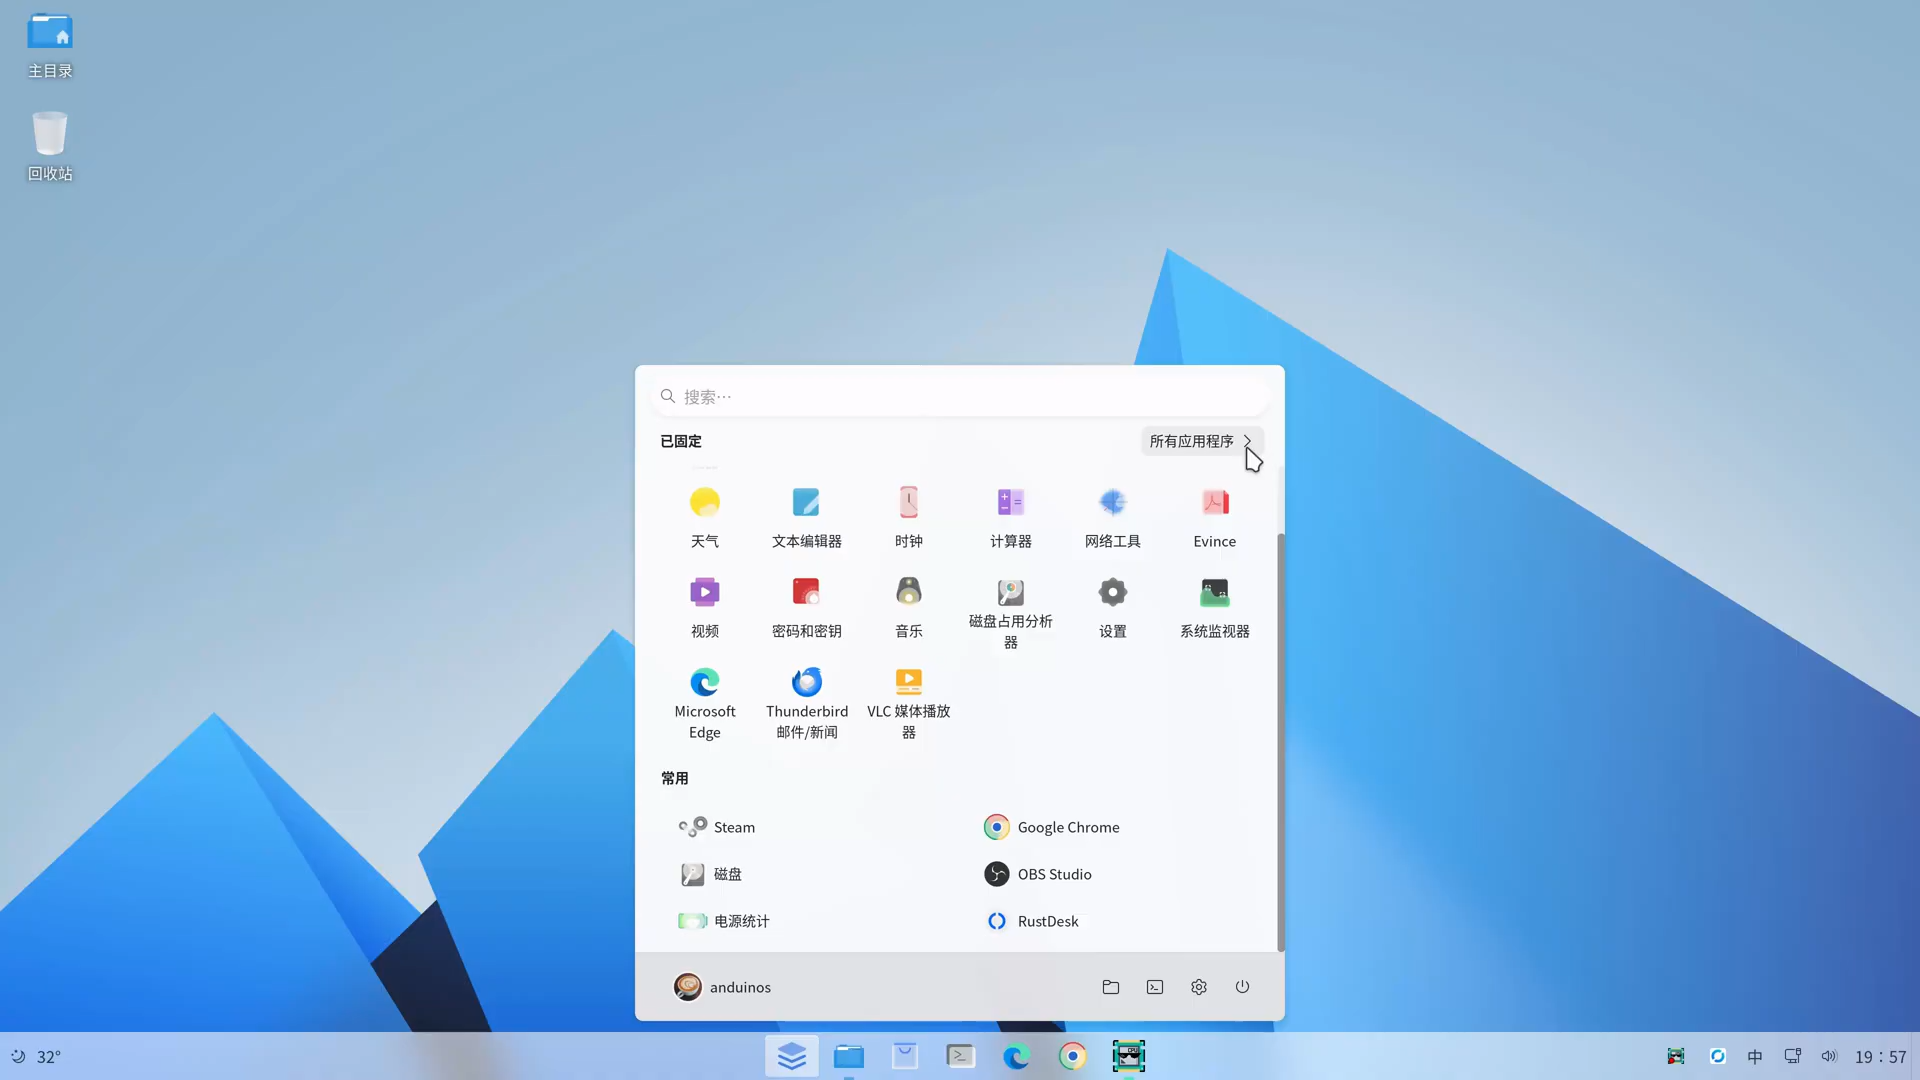 主目录
回收站
搜索…
已固定
所有应用程序
天气
文本编辑器
时钟
计算器
网络工具
Evince
视频
密码和密钥
音乐
磁盘占用分析
器
设置
系统监视器
Microsoft
Edge
Thunderbird
邮件/新闻
VLC 媒体播放
器
常用
Steam
Google Chrome
磁盘
OBS Studio
电源统计
RustDesk
anduinos
32°
中
19：57